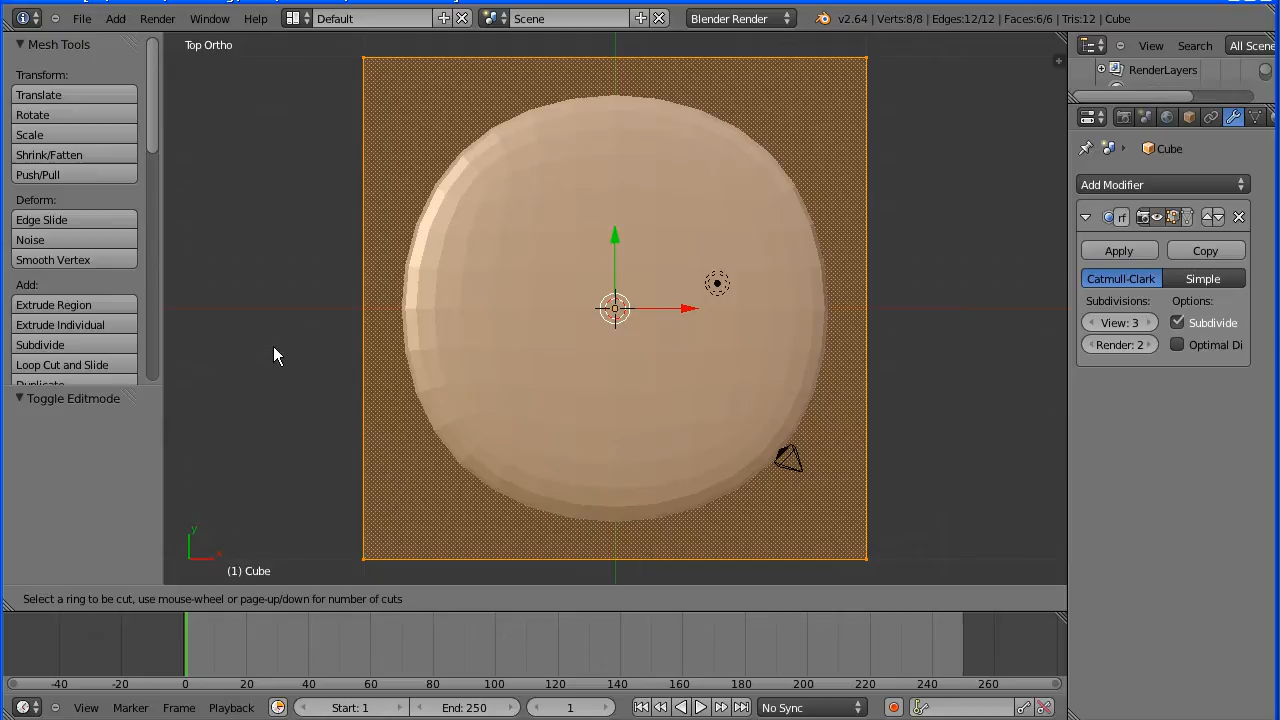 File Add Render Window Help Default Scene Blender Render v2.64 | Verts:8/8 | Edges:12/12 | Faces:6/6 | Tris:12 | Cube
Mesh Tools
Transform:
Translate
Rotate
Scale
Shrink/Fatten
Push/Pull
Deform:
Edge Slide
Noise
Smooth Vertex
Add:
Extrude Region
Extrude Individual
Subdivide
Loop Cut and Slide
Duplicate
Toggle Editmode
Top Ortho
y
x
(1) Cube
Select a ring to be cut, use mouse-wheel or page-up/down for number of cuts
View Search All Scene
RenderLayers
Cube
Add Modifier
rf
Apply Copy
Catmull-Clark Simple
Subdivisions: Options:
View: 3 Subdivide
Render: 2 Optimal Di
-40 -20 0 20 40 60 80 100 120 140 160 180 200 220 240 260
View Marker Frame Playback Start: 1 End: 250 1 No Sync